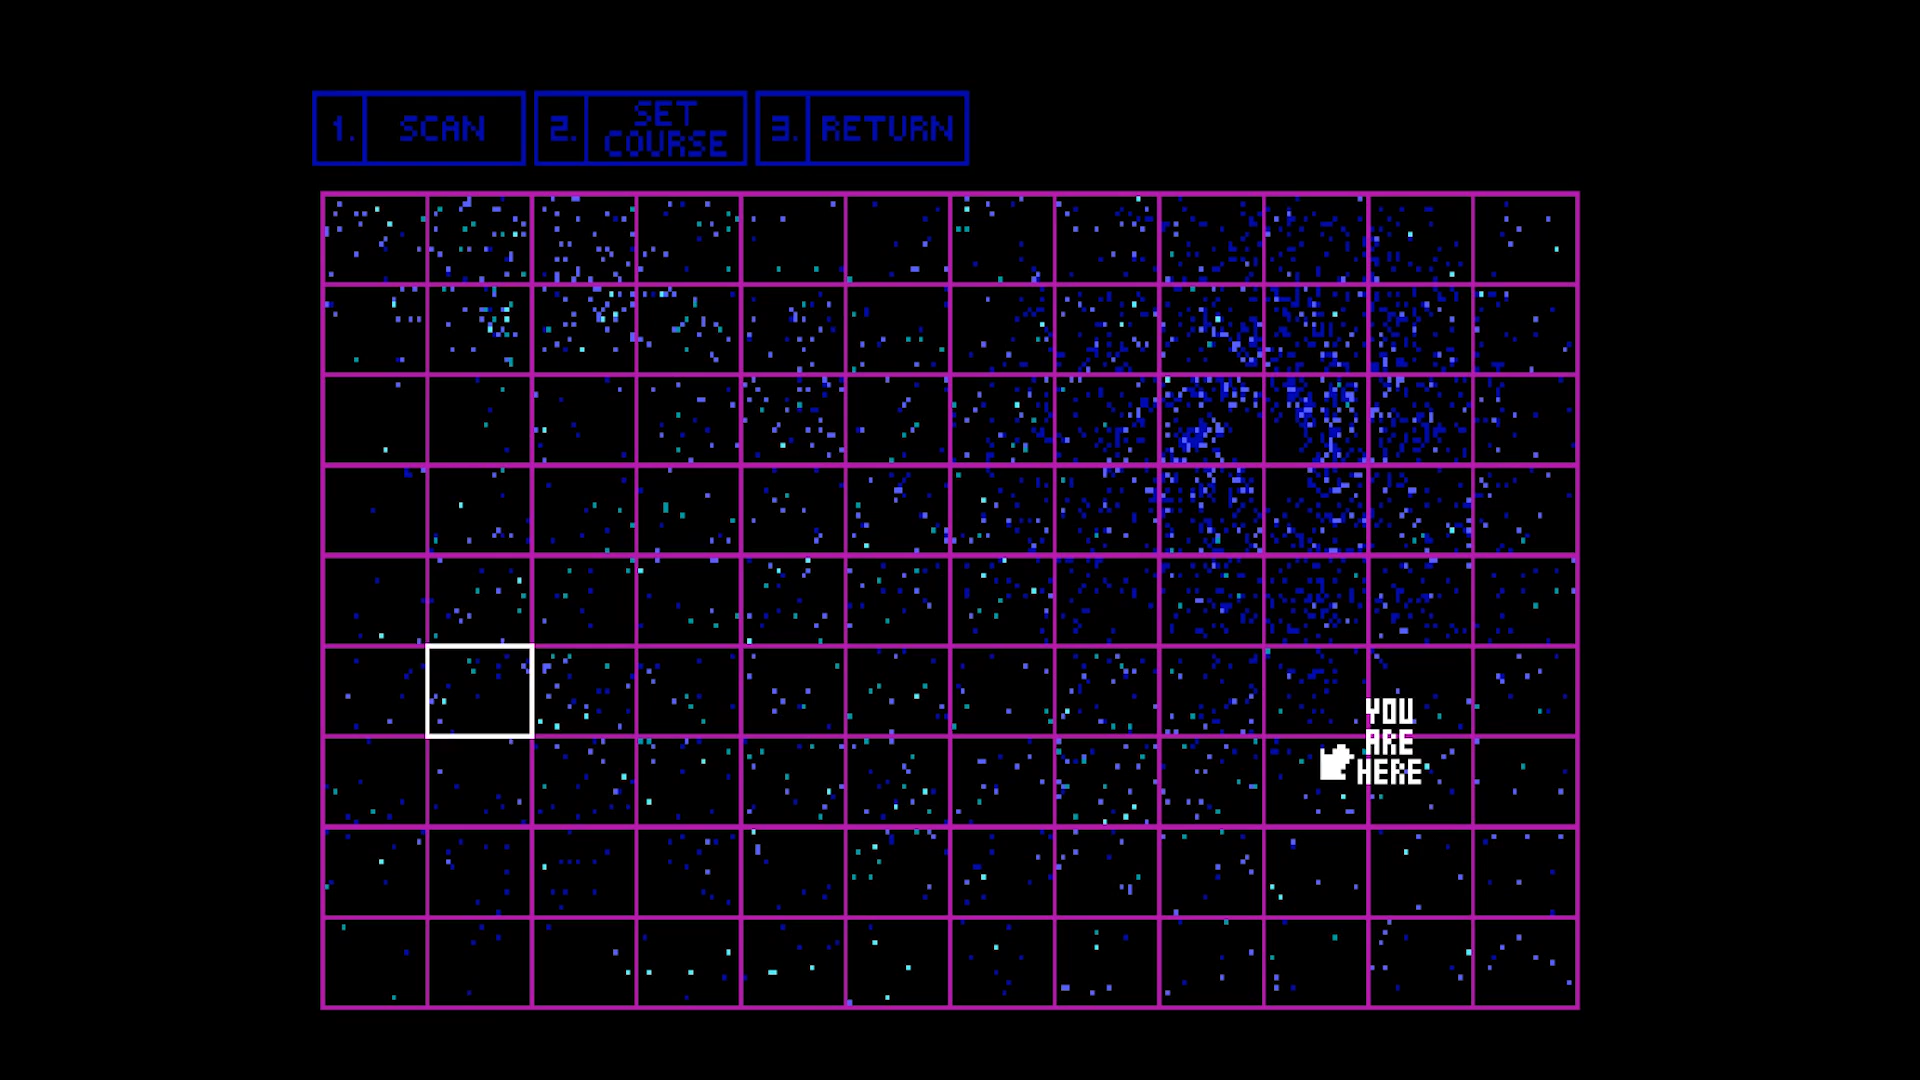 1. SCAN
2. SET
COURSE
3. RETURN
YOU
ARE
HERE